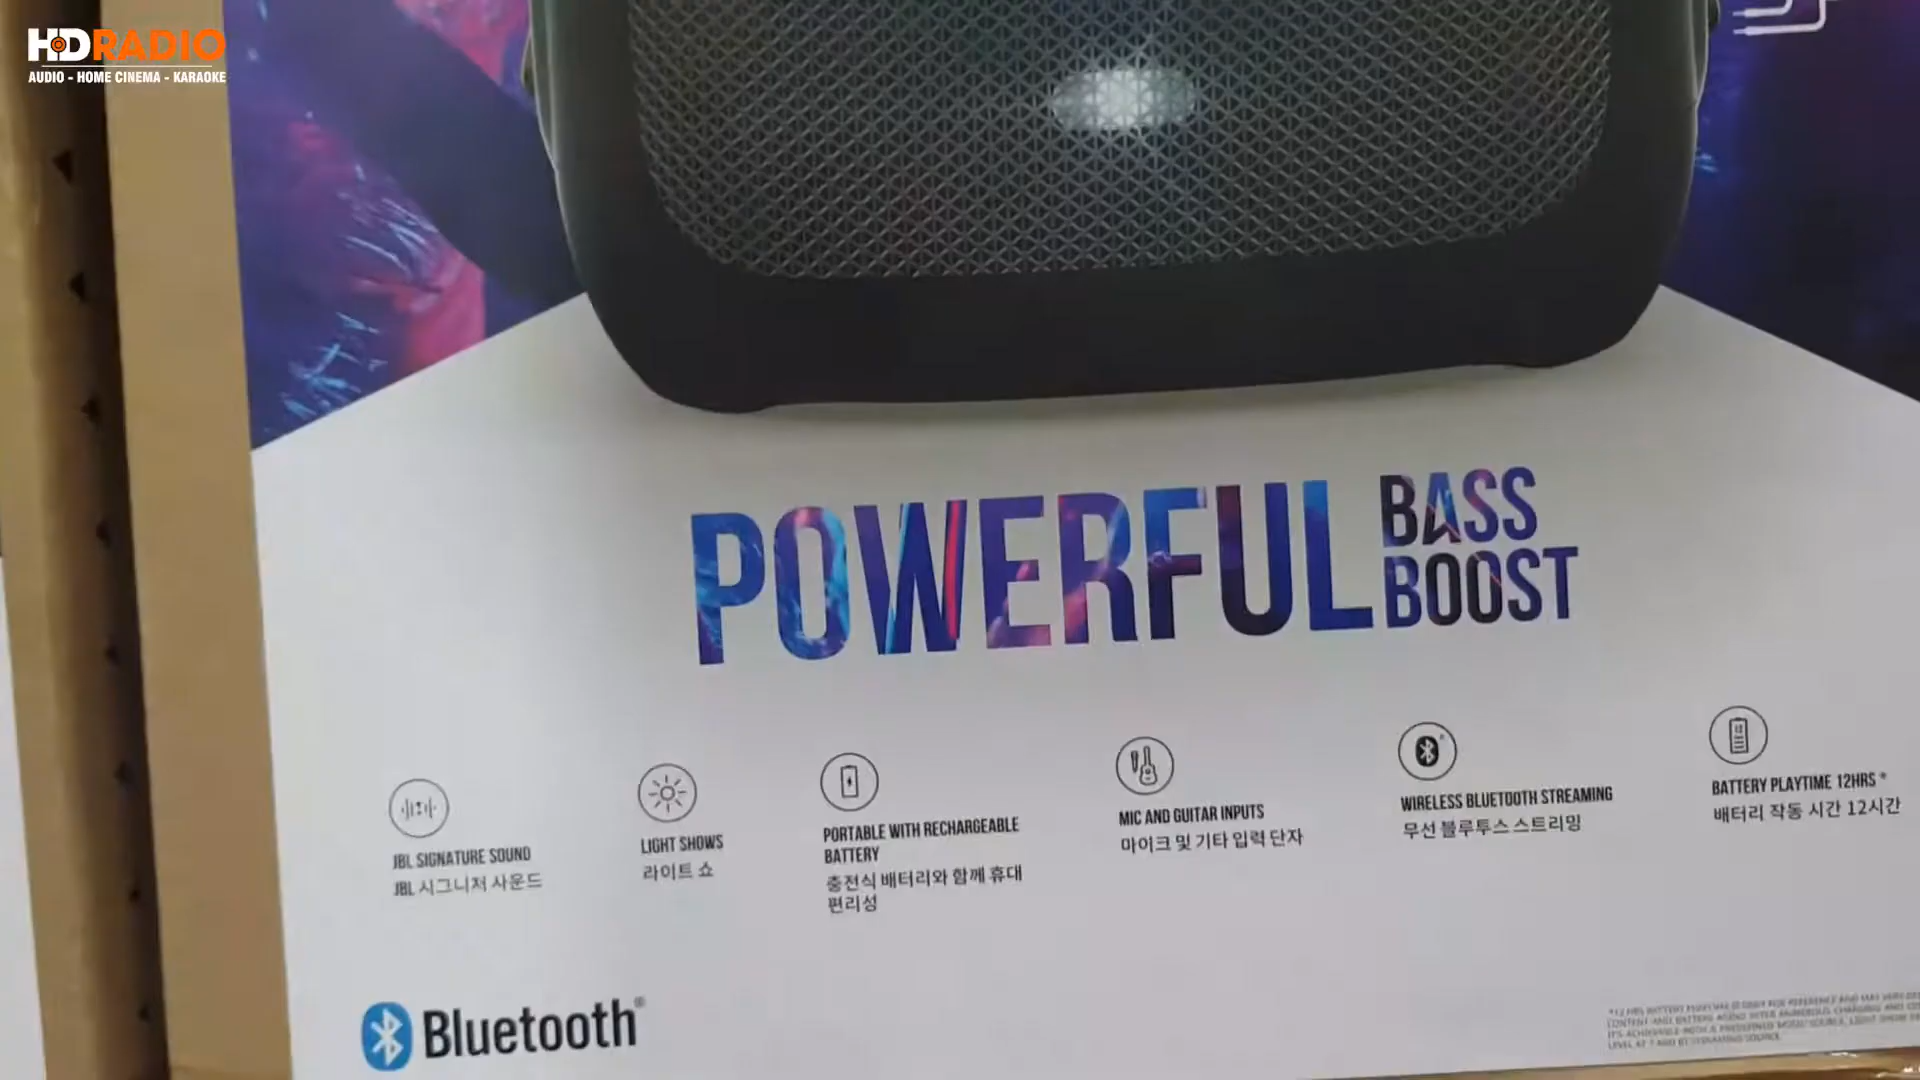 HDRADIO
AUDIO - HOME CINEMA - KARAOKE
POWERFUL BASS BOOST
JBL SIGNATURE SOUND
JBL 시그니처 사운드
LIGHT SHOWS
라이트 쇼
PORTABLE WITH RECHARGEABLE
BATTERY
충전식 배터리와 함께 휴대
편리성
MIC AND GUITAR INPUTS
마이크 및 기타 입력 단자
WIRELESS BLUETOOTH STREAMING
무선 블루투스 스트리밍
BATTERY PLAYTIME 12HRS *
배터리 작동 시간 12시간
Bluetooth®